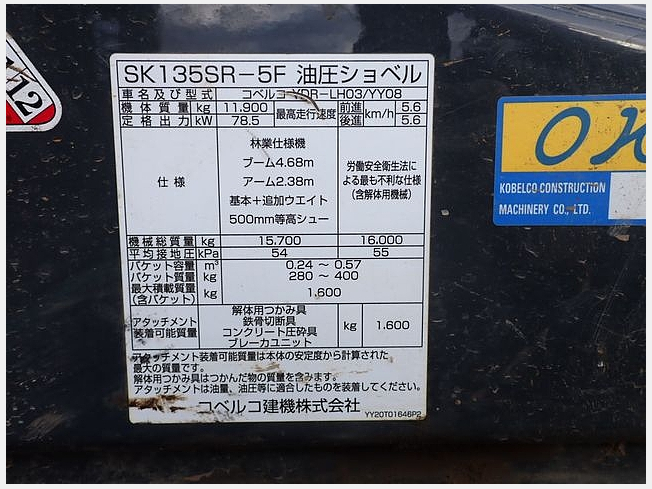 SK135SR-5F 油圧ショベル
車名及び型式 コベルコ YDR-LH03/YY08
機体質量 kg 11.900 最高走行速度 前進 km/h 5.6
定格出力 kW 78.5 後進 5.6
仕様
林業仕様機
ブーム4.68m
アーム2.38m
基本+追加ウエイト
500mm等高シュー
労働安全衛生法に
よる最も不利な仕様
(含解体用機械)
機械総質量 kg 15.700 16.000
平均接地圧 kPa 54 55
バケット容量 m³ 0.24 ～ 0.57
バケット質量 kg 280 ～ 400
最大積載質量
(含バケット) kg 1.600
アタッチメント
装着可能質量
解体用つかみ具
鉄骨切断具
コンクリート圧砕具
ブレーカユニット
kg 1.600
アタッチメント装着可能質量は本体の安定度から計算された
最大の質量です。
解体用つかみ具はつかんだ物の質量を含みます。
アタッチメントは油量、油圧等に適合したものを装着してください。
コベルコ建機株式会社
YY20T01646P2
12
OK
KOBELCO CONSTRUCTION
MACHINERY CO., LTD.